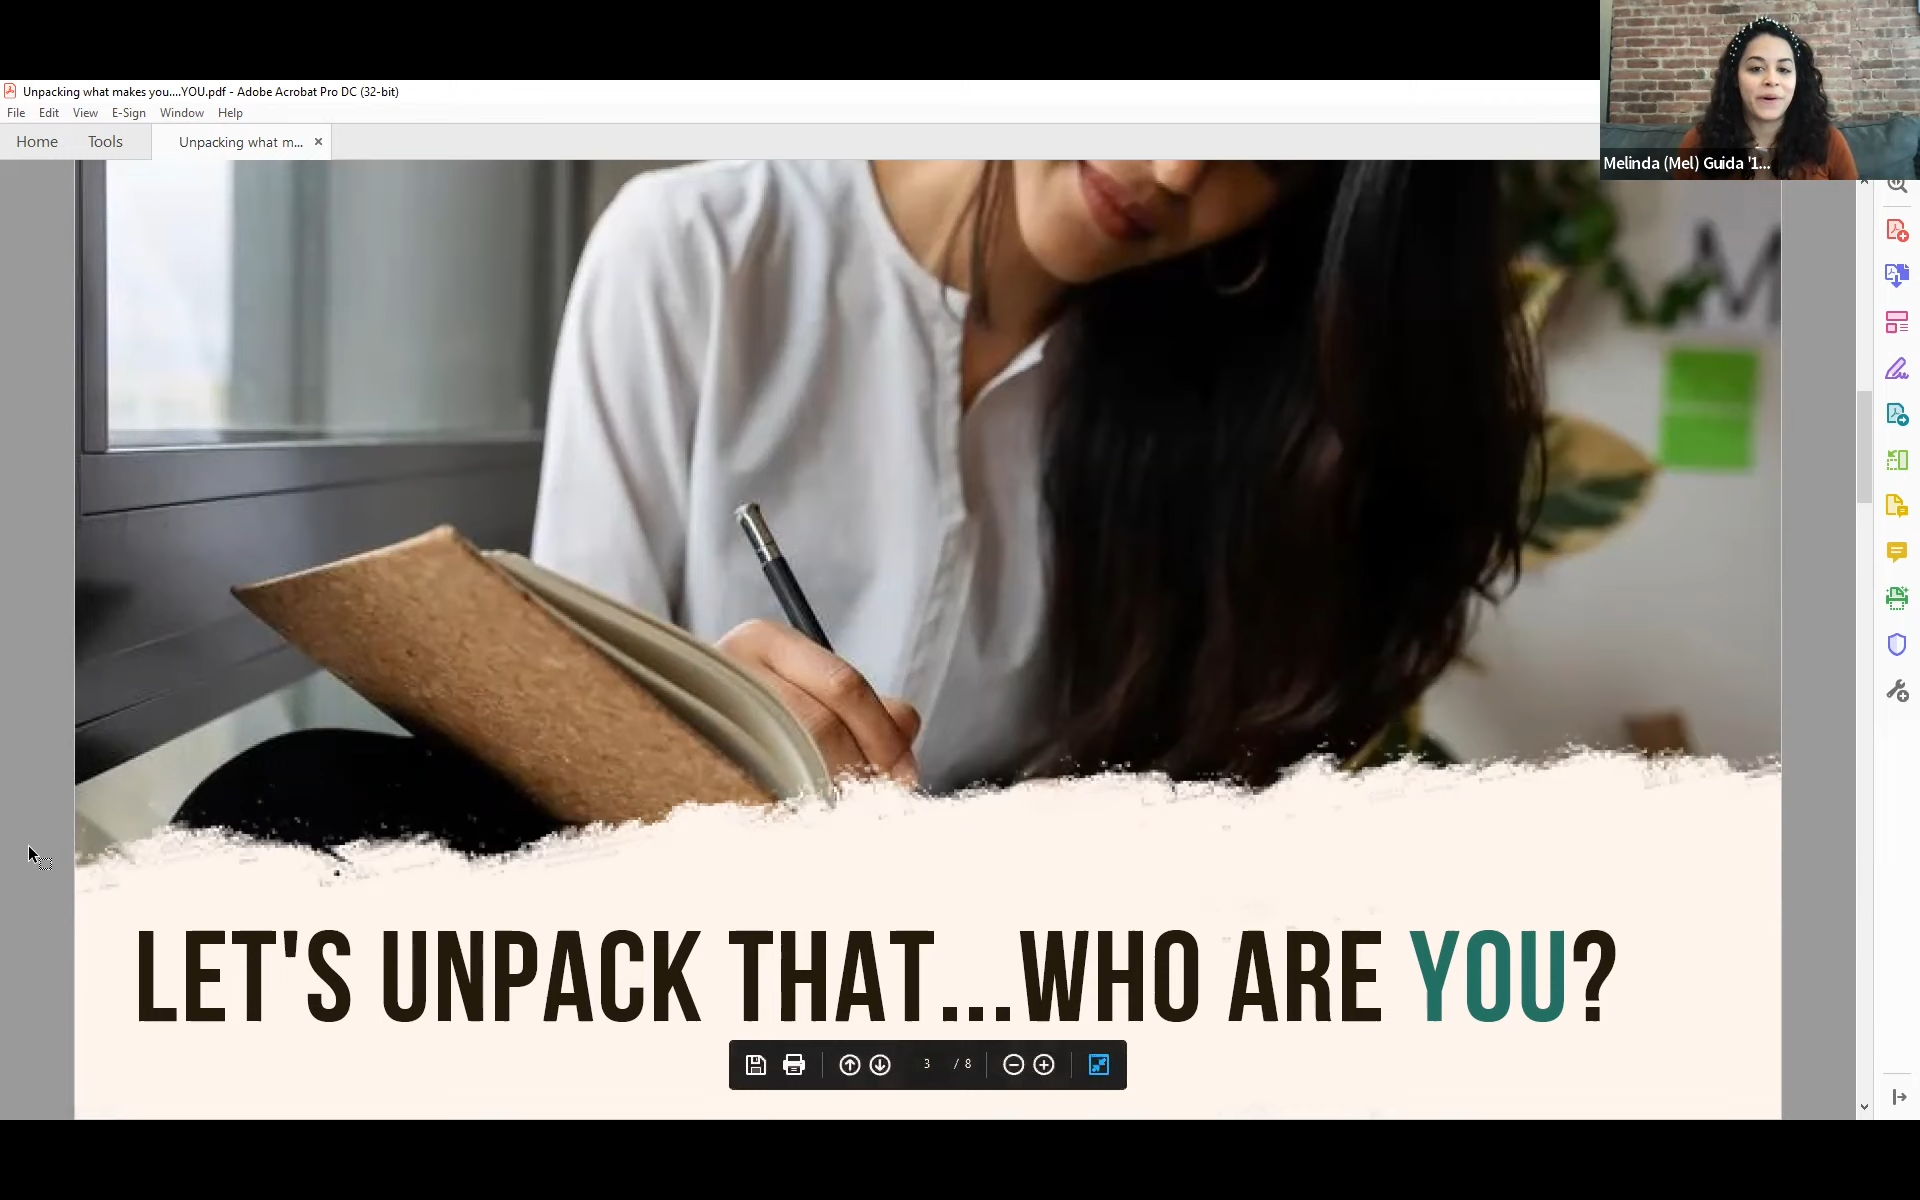 Unpacking what makes you....YOU.pdf - Adobe Acrobat Pro DC (32-bit)
File Edit View E-Sign Window Help
Home Tools Unpacking what m... ×
Melinda (Mel) Guida '1...
M
LET'S UNPACK THAT...WHO ARE YOU?
3 / 8